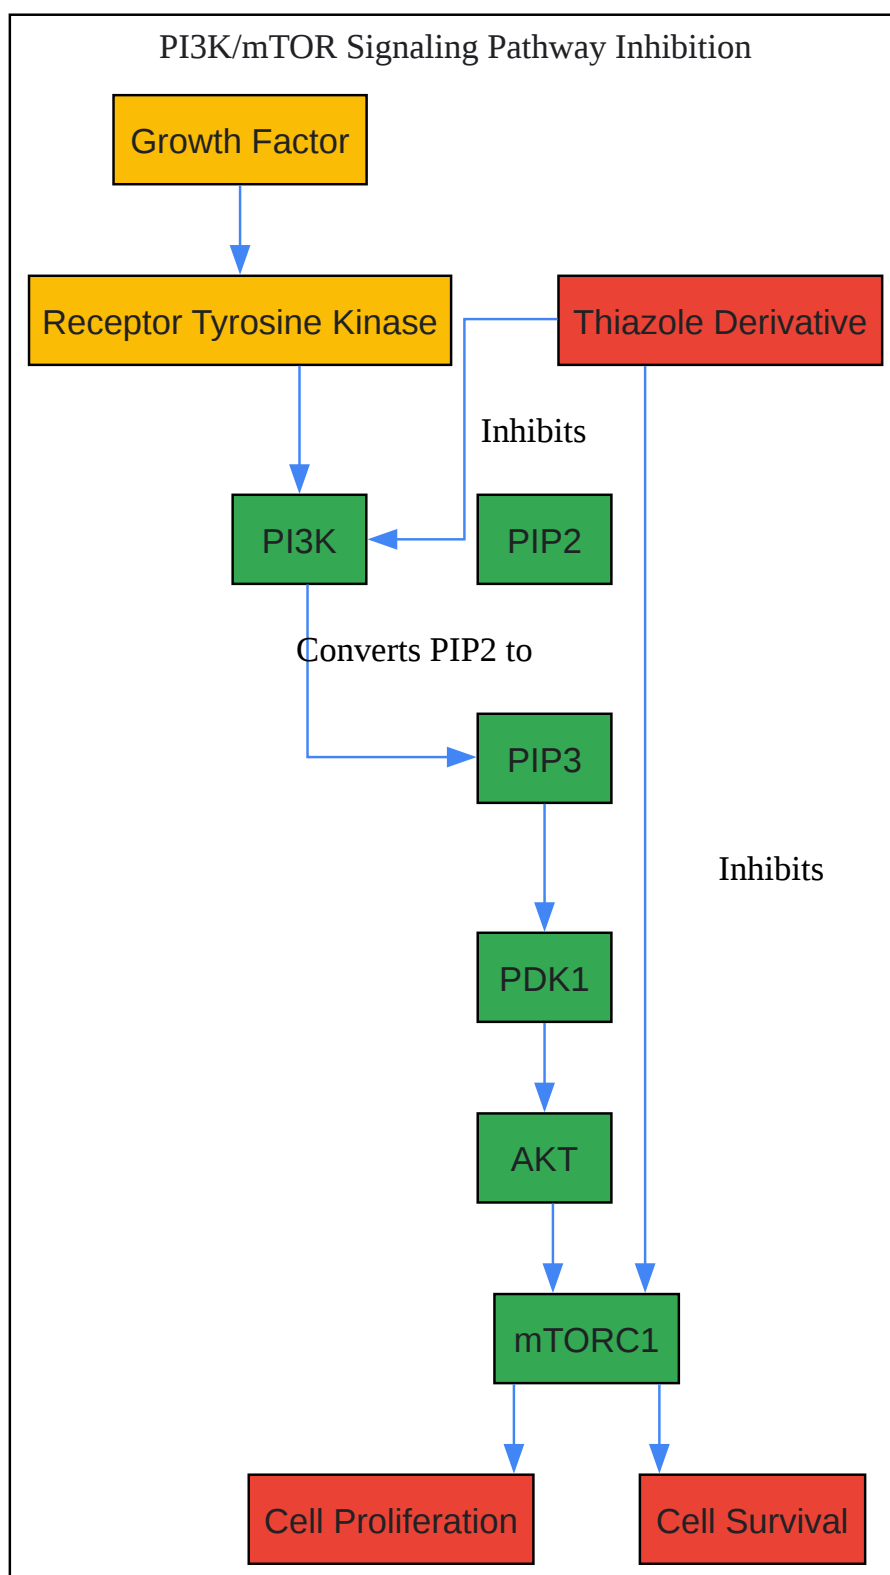 PI3K/mTOR Signaling Pathway Inhibition
Growth Factor
Receptor Tyrosine Kinase
Thiazole Derivative
Inhibits
PI3K
PIP2
Converts PIP2 to
PIP3
Inhibits
PDK1
AKT
mTORC1
Cell Proliferation
Cell Survival